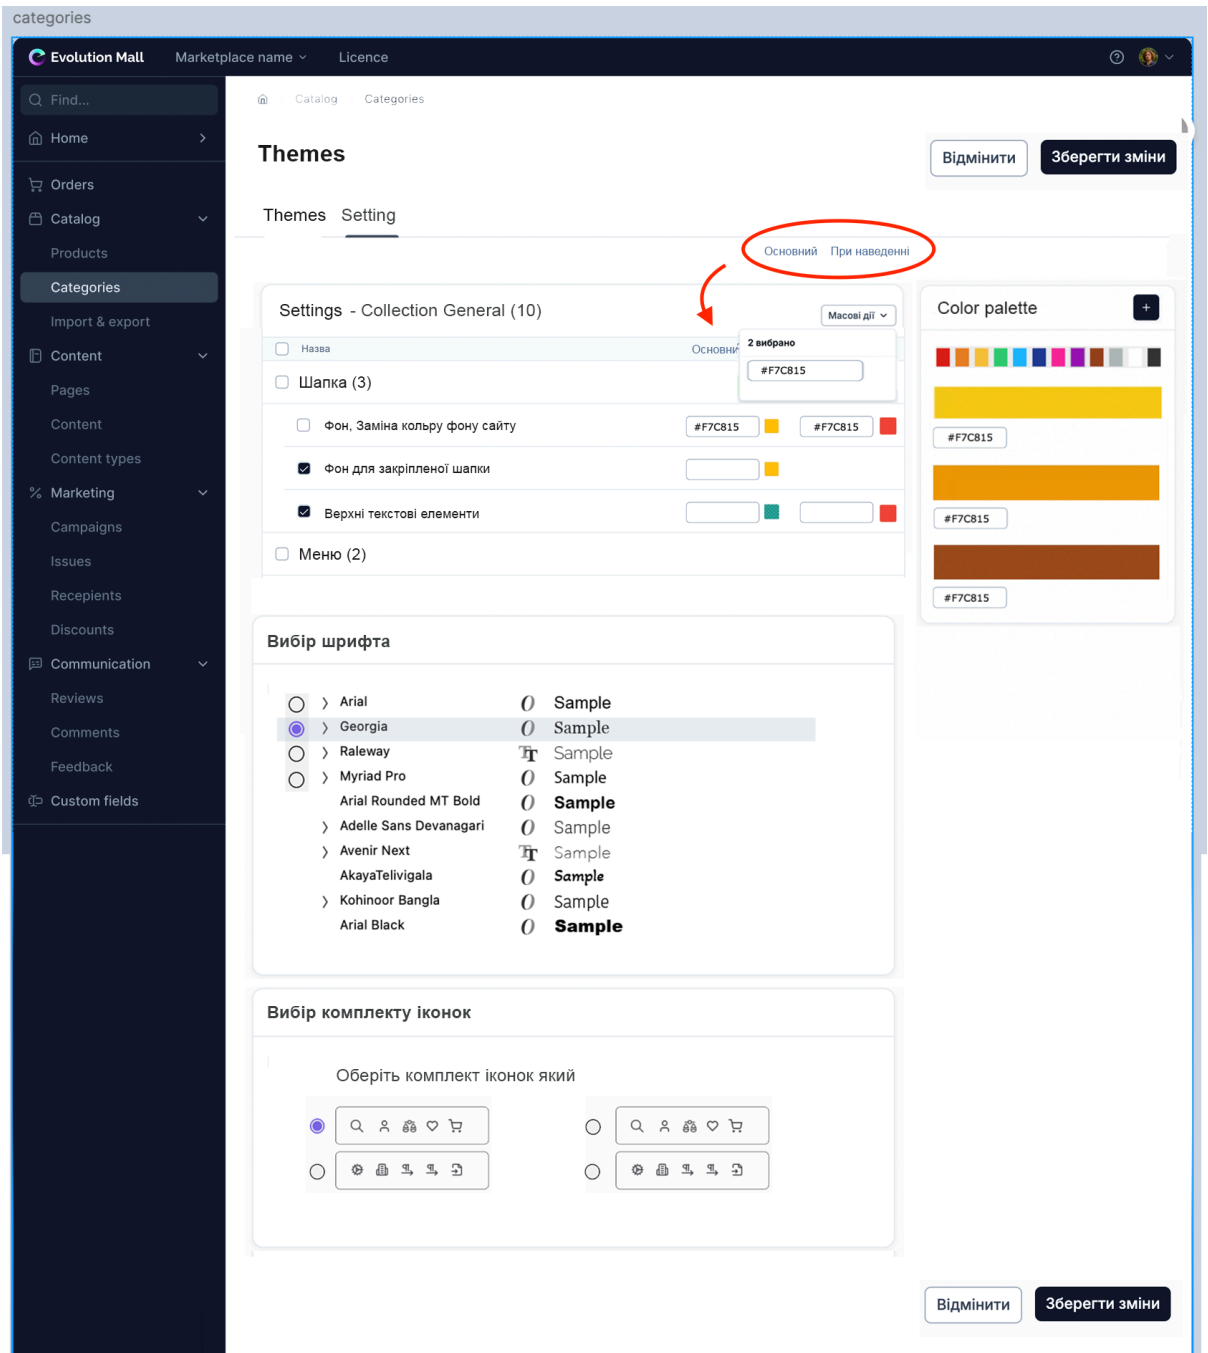 categories
Evolution Mall
Marketplace name
Licence
Find...
Home
Orders
Catalog
Products
Categories
Import & export
Content
Pages
Content
Content types
Marketing
Campaigns
Issues
Recepients
Discounts
Communication
Reviews
Comments
Feedback
Custom fields
Catalog Categories
Themes
Відмінити Зберегти зміни
Themes Setting
Основний При наведенні
Settings - Collection General (10)
Масові дії
Назва
2 вибрано
#F7C815
Шапка (3)
Фон, Заміна кольру фону сайту
#F7C815 #F7C815
Фон для закріпленої шапки
Верхні текстові елементи
Меню (2)
Color palette
+
#F7C815
#F7C815
#F7C815
Вибір шрифта
Arial O Sample
Georgia O Sample
Raleway Tr Sample
Myriad Pro O Sample
Arial Rounded MT Bold O Sample
Adelle Sans Devanagari O Sample
Avenir Next Tr Sample
AkayaTelivigala O Sample
Kohinoor Bangla O Sample
Arial Black O Sample
Вибір комплекту іконок
Оберіть комплект іконок який
Відмінити Зберегти зміни